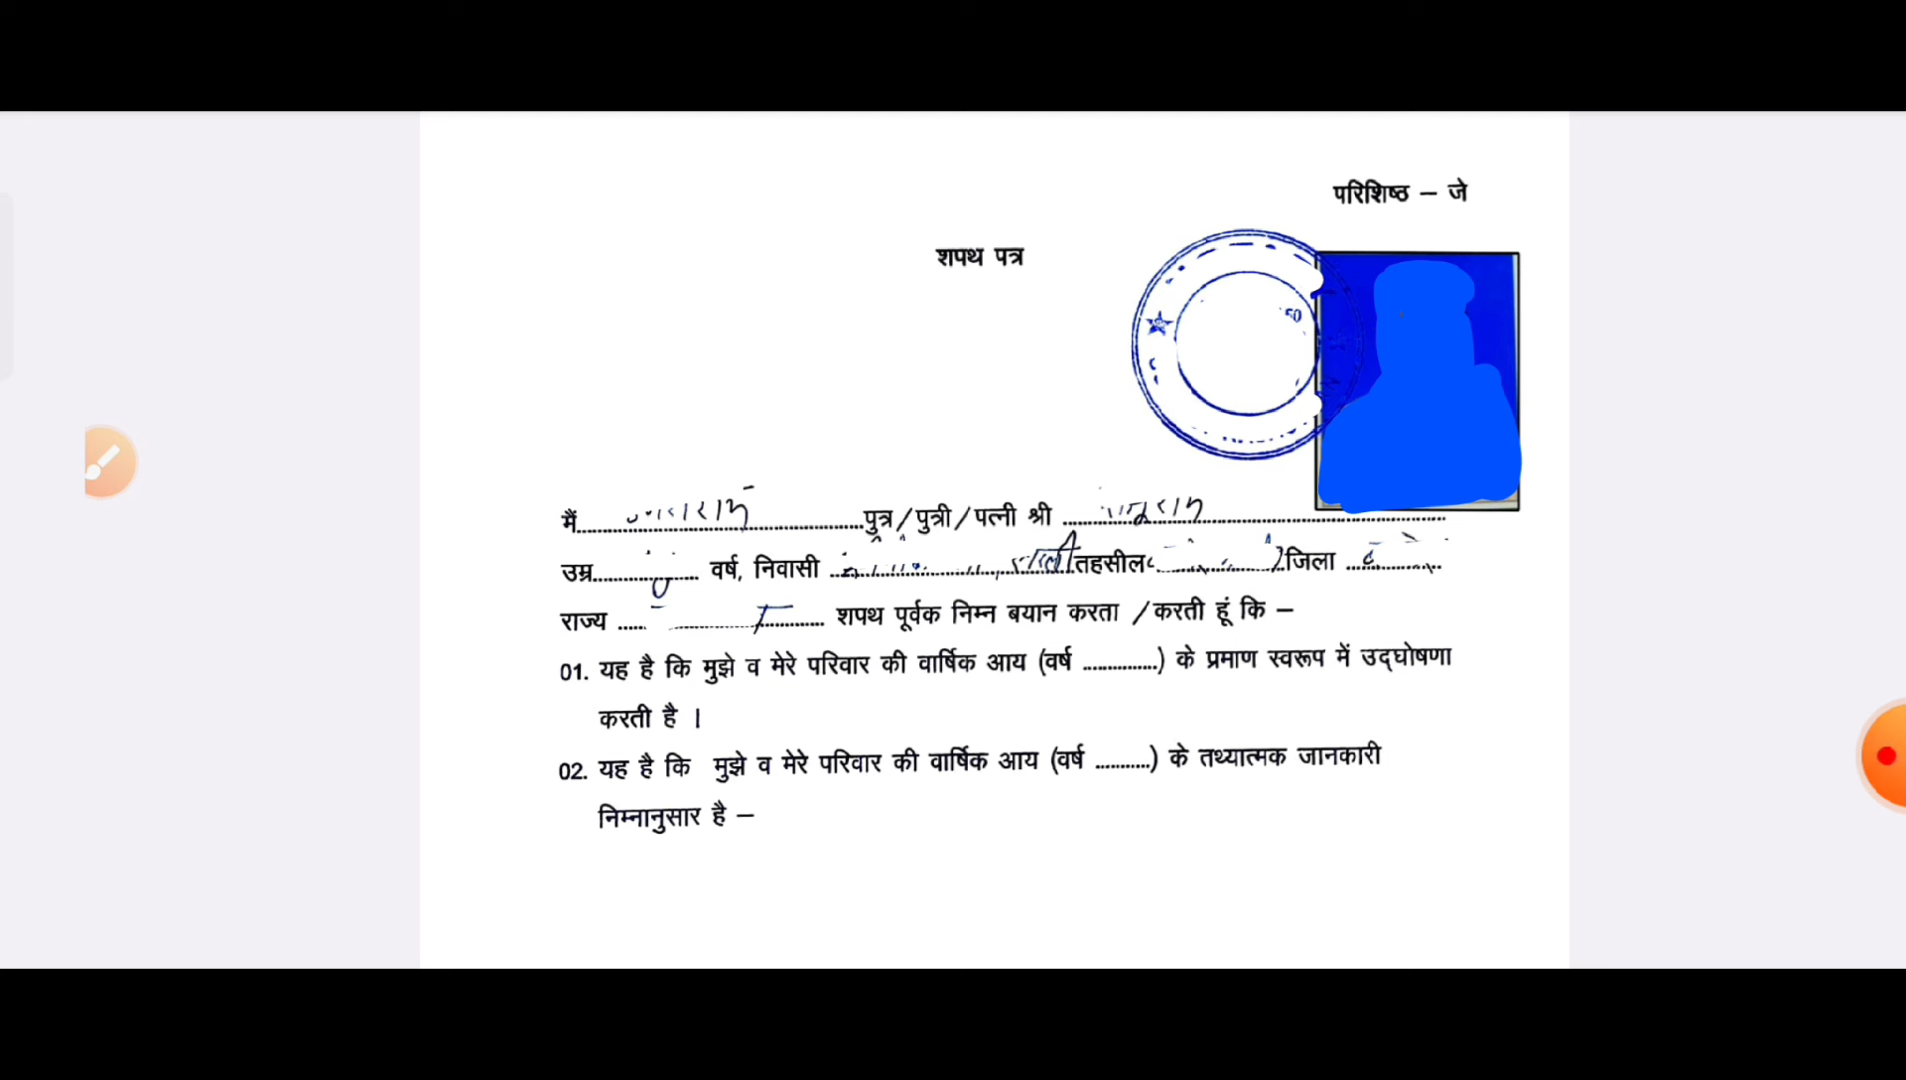 परिशिष्ठ – जे
शपथ पत्र
50
मैं..............................................पुत्र/पुत्री/पत्नी श्री ................................................................
उम्र.................. वर्ष, निवासी ........................................तहसील.....................जिला ................
राज्य .................................. शपथ पूर्वक निम्न बयान करता /करती हूं कि –
01. यह है कि मुझे व मेरे परिवार की वार्षिक आय (वर्ष ...............) के प्रमाण स्वरूप में उद्घोषणा
करती है ।
02. यह है कि मुझे व मेरे परिवार की वार्षिक आय (वर्ष ...........) के तथ्यात्मक जानकारी
निम्नानुसार है –